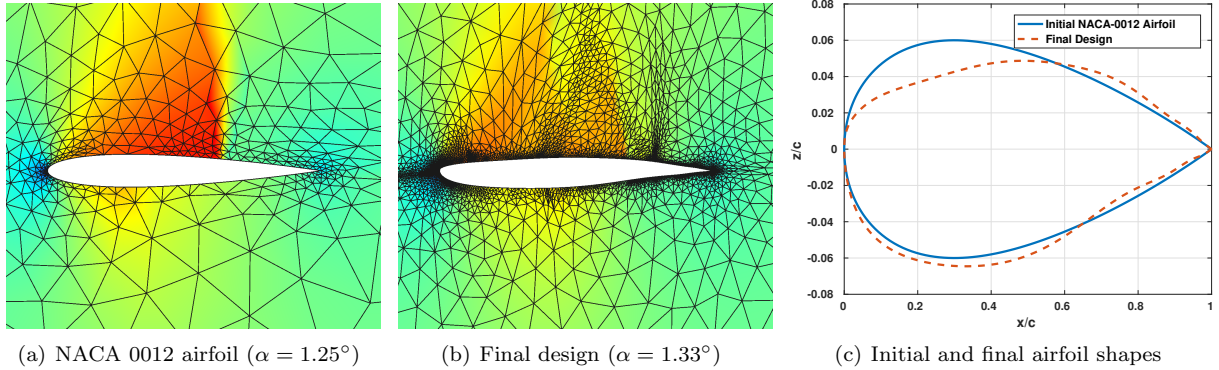 0.08
0.06
0.04
0.02
0
-0.02
-0.04
-0.06
-0.08
z/c
Initial NACA-0012 Airfoil
Final Design
0 0.2 0.4 0.6 0.8 1
x/c
(a) NACA 0012 airfoil (α = 1.25°)
(b) Final design (α = 1.33°)
(c) Initial and final airfoil shapes